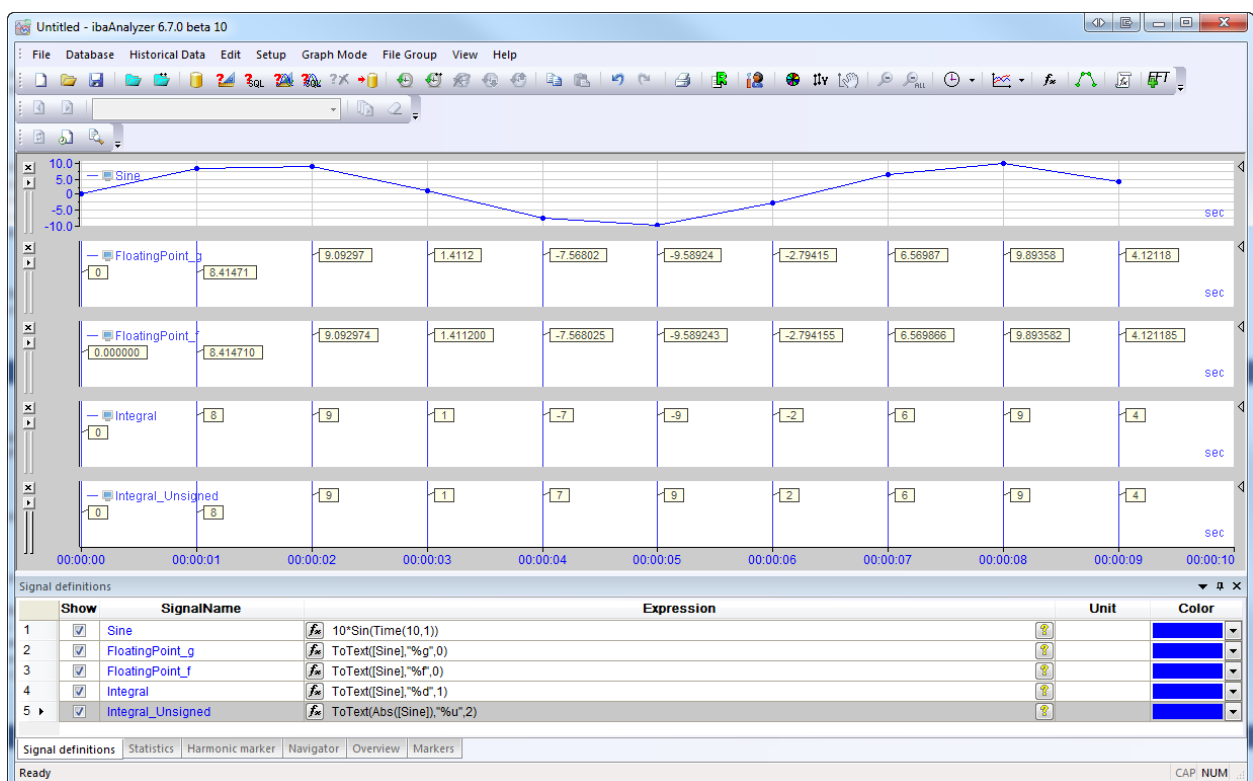 Untitled - ibaAnalyzer 6.7.0 beta 10
File Database Historical Data Edit Setup Graph Mode File Group View Help
SQL SQL ALL FFT
10.0
5.0
0
-5.0
-10.0
Sine
sec
FloatingPoint_g
9.09297 1.4112 -7.56802 -9.58924 -2.79415 6.56987 9.89358 4.12118
0 8.41471
sec
FloatingPoint_f
9.092974 1.411200 -7.568025 -9.589243 -2.794155 6.569866 9.893582 4.121185
0.000000 8.414710
sec
Integral 8 9 1 -7 -9 -2 6 9 4
0
sec
Integral_Unsigned 9 1 7 9 2 6 9 4
0 8
sec
00:00:00 00:00:01 00:00:02 00:00:03 00:00:04 00:00:05 00:00:06 00:00:07 00:00:08 00:00:09 00:00:10
Signal definitions
Show SignalName Expression Unit Color
1 Sine fx 10*Sin(Time(10,1)) ?
2 FloatingPoint_g fx ToText([Sine],"%g",0) ?
3 FloatingPoint_f fx ToText([Sine],"%f",0) ?
4 Integral fx ToText([Sine],"%d",1) ?
5 Integral_Unsigned fx ToText(Abs([Sine]),"%u",2) ?
Signal definitions Statistics Harmonic marker Navigator Overview Markers
Ready CAP NUM